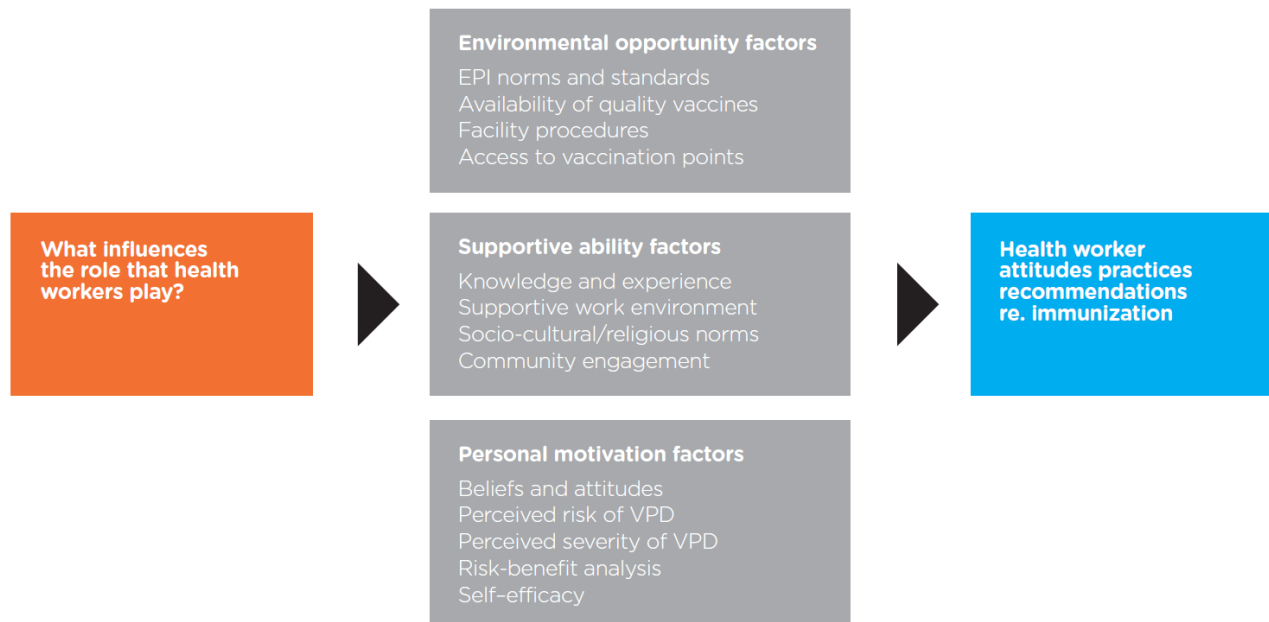 What influences
the role that health
workers play?
Environmental opportunity factors
EPI norms and standards
Availability of quality vaccines
Facility procedures
Access to vaccination points
Supportive ability factors
Knowledge and experience
Supportive work environment
Socio-cultural/religious norms
Community engagement
Personal motivation factors
Beliefs and attitudes
Perceived risk of VPD
Perceived severity of VPD
Risk-benefit analysis
Self–efficacy
Health worker
attitudes practices
recommendations
re. immunization